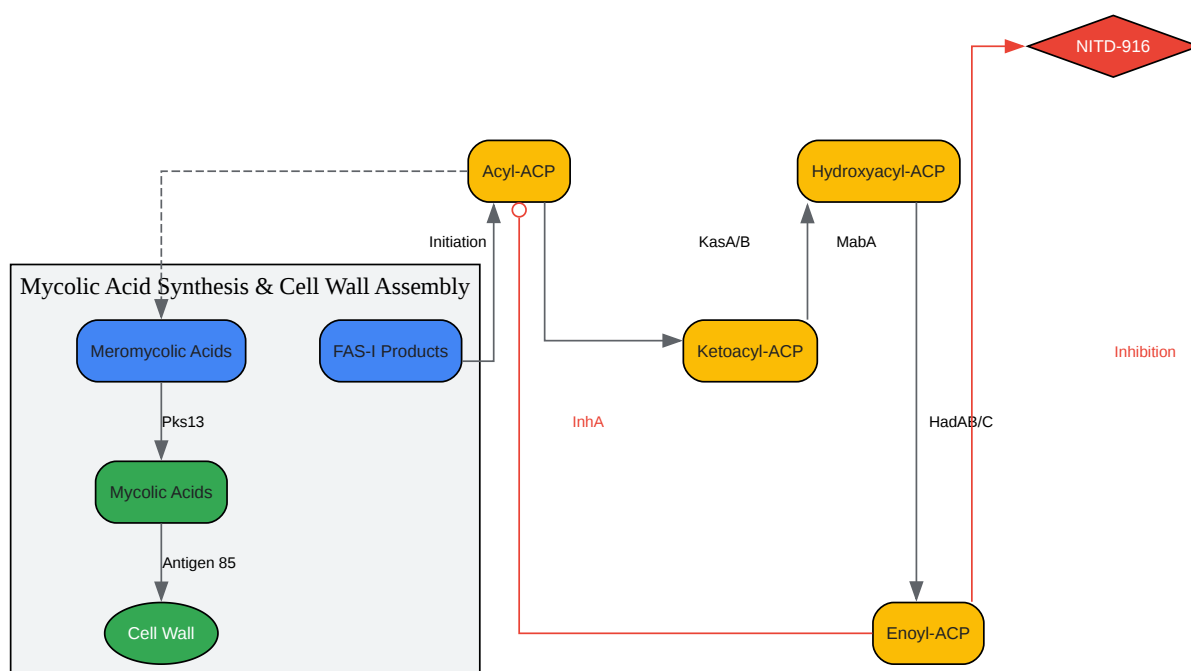 NITD-916
Acyl-ACP
Hydroxyacyl-ACP
Initiation
KasA/B
MabA
Mycolic Acid Synthesis & Cell Wall Assembly
Meromycolic Acids
FAS-I Products
Ketoacyl-ACP
Inhibition
Pks13
InhA
HadAB/C
Mycolic Acids
Antigen 85
Cell Wall
Enoyl-ACP